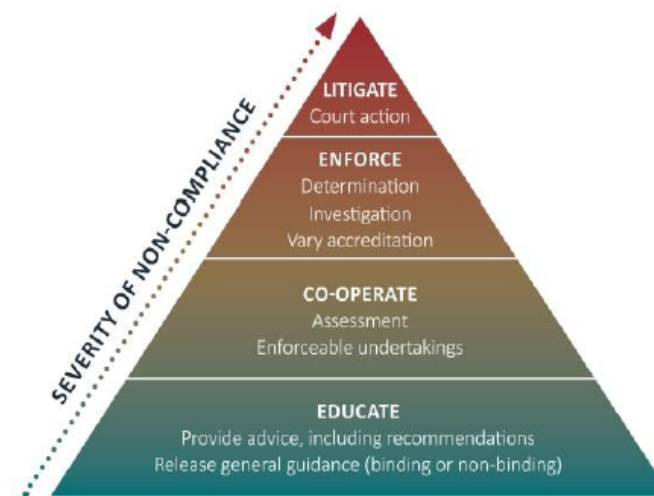 SEVERITY OF NON-COMPLIANCE
LITIGATE
Court action
ENFORCE
Determination
Investigation
Vary accreditation
CO-OPERATE
Assessment
Enforceable undertakings
EDUCATE
Provide advice, including recommendations
Release general guidance (binding or non-binding)